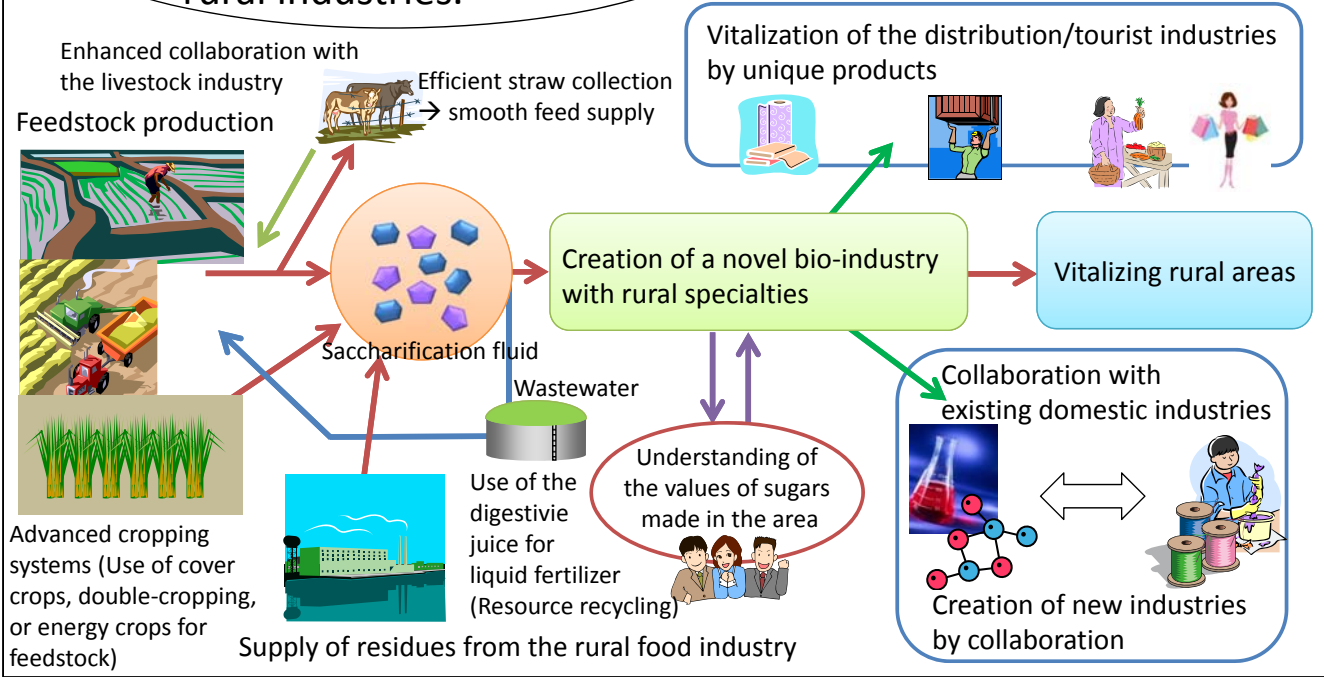 rural industries.
Enhanced collaboration with
the livestock industry
Efficient straw collection
→ smooth feed supply
Feedstock production
Vitalization of the distribution/tourist industries
by unique products
Saccharification fluid
Creation of a novel bio-industry
with rural specialties
Vitalizing rural areas
Wastewater
Use of the
digestivie
juice for
liquid fertilizer
(Resource recycling)
Understanding of
the values of sugars
made in the area
Collaboration with
existing domestic industries
Creation of new industries
by collaboration
Advanced cropping
systems (Use of cover
crops, double-cropping,
or energy crops for
feedstock)
Supply of residues from the rural food industry